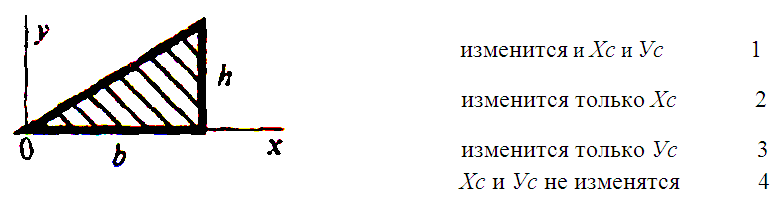 y
h
0
b
x
изменится и Xc и Уc 1
изменится только Xc 2
изменится только Уc 3
Xc и Уc не изменятся 4